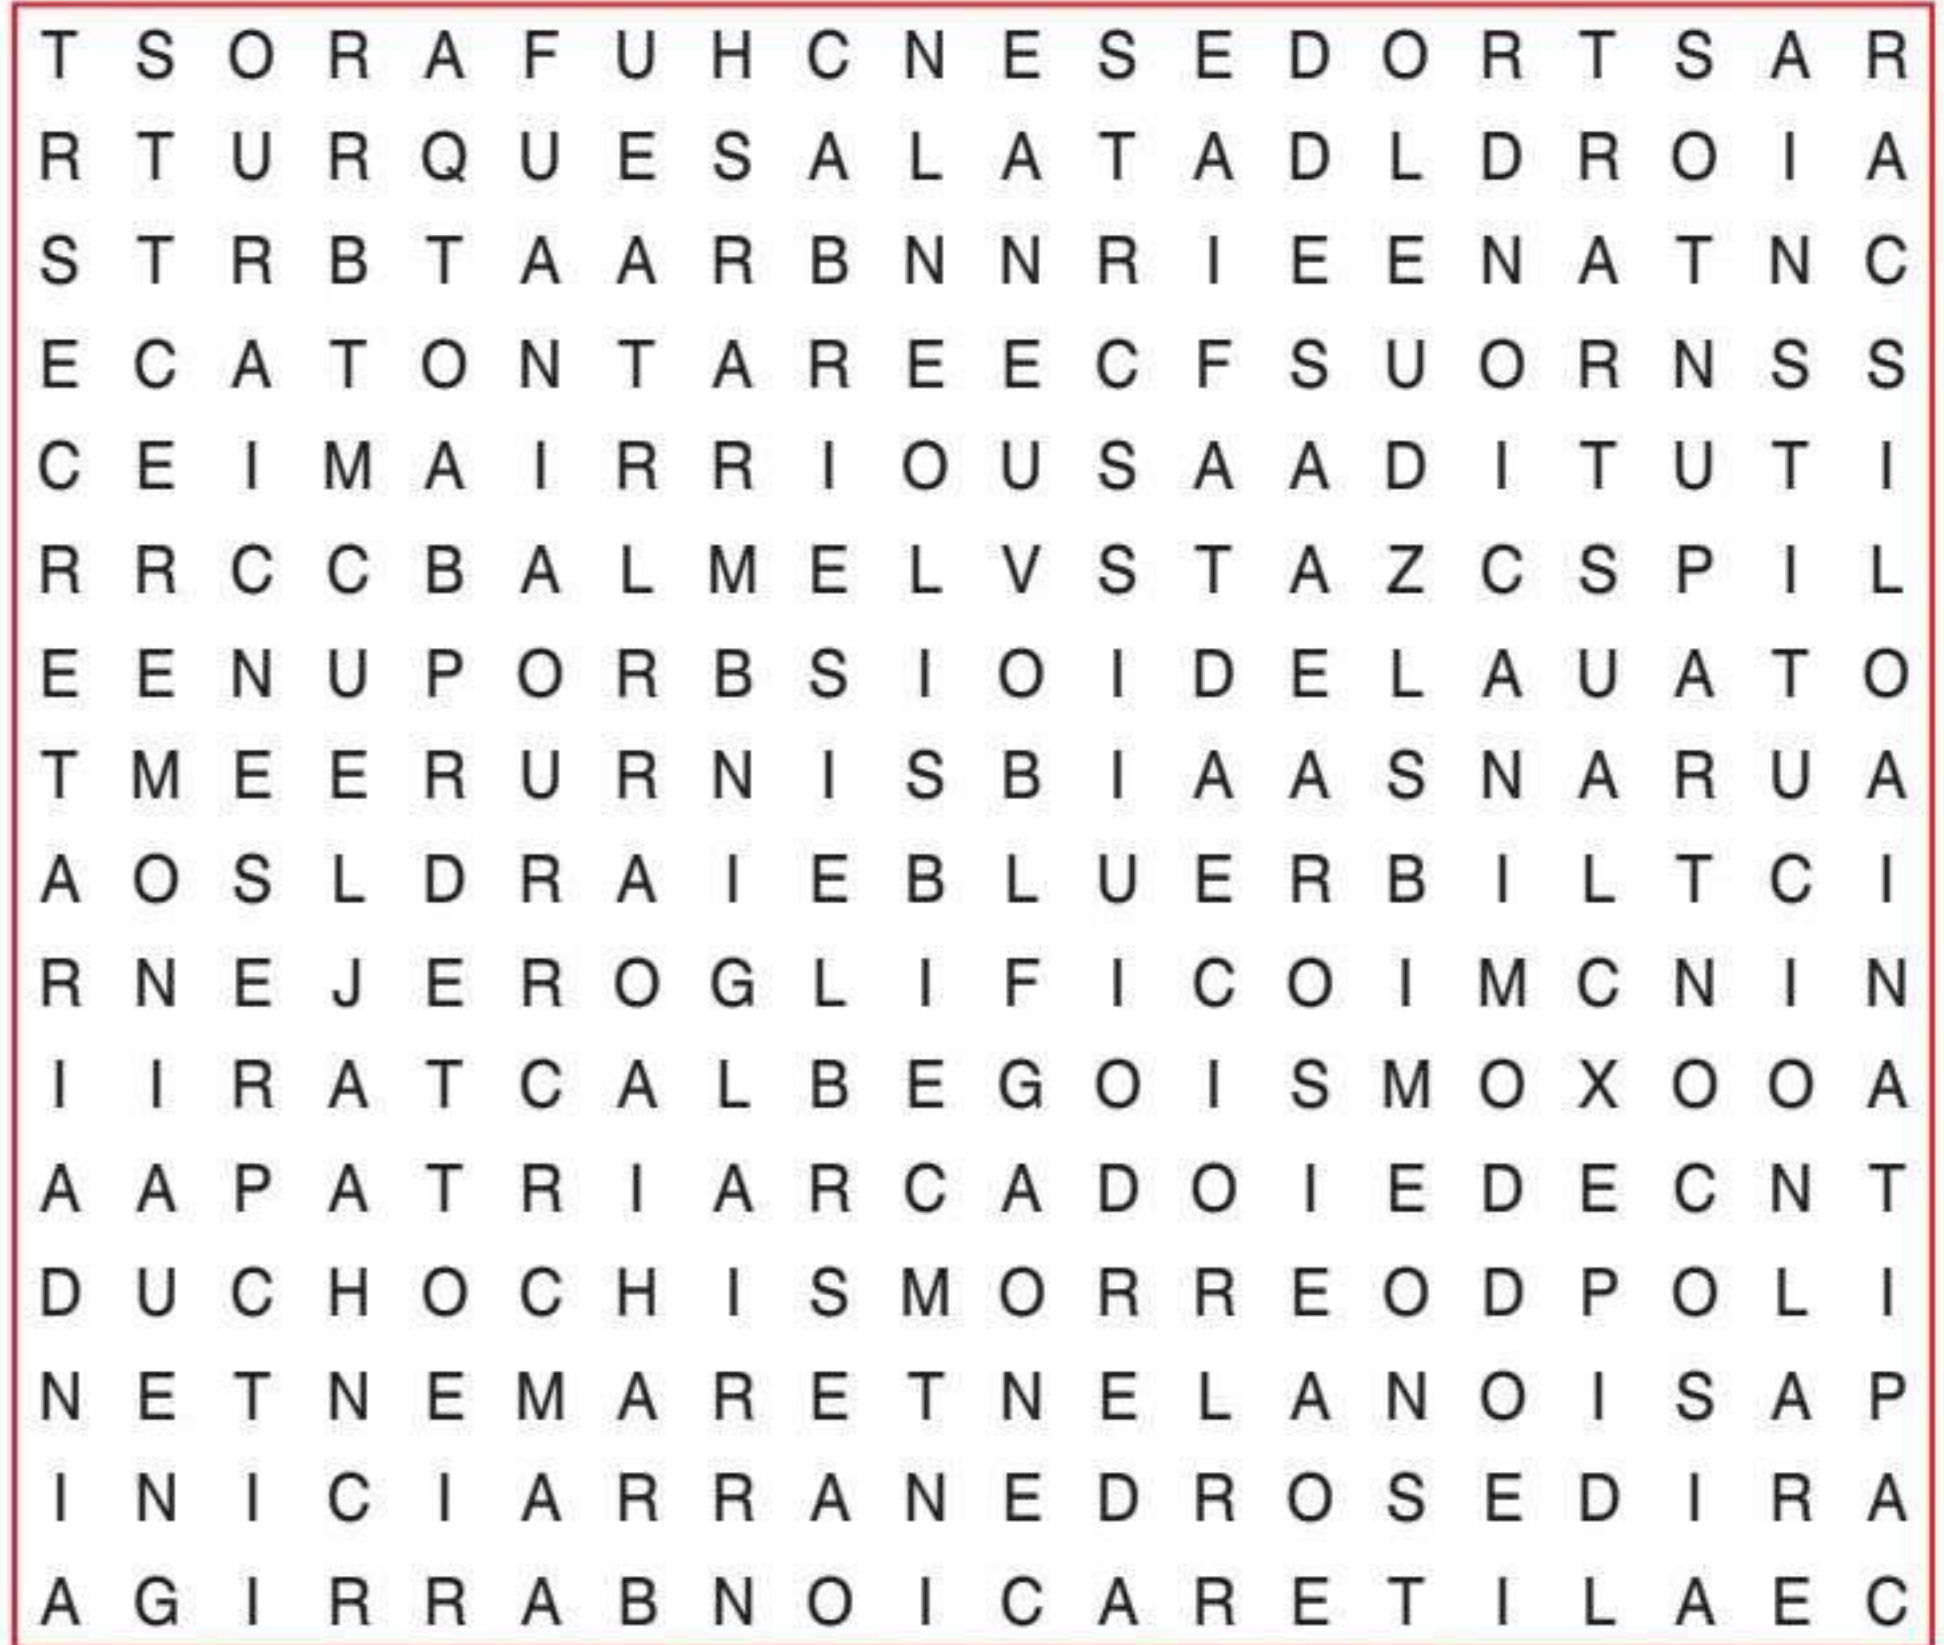 T S O R A F U H C N E S E D O R T S A R
R T U R Q U E S A L A T A D L D R O I A
S T R B T A A R B N N R I E E N A T N C
E C A T O N T A R E E C F S U O R N S S
C E I M A I R R I O U S A A D I T U T I
R R C C B A L M E L V S T A Z C S P I L
E E N U P O R B S I O I D E L A U A T O
T M E E R U R N I S B I A A S N A R U A
A O S L D R A I E B L U E R B I L T C I
R N E J E R O G L I F I C O I M C N I N
I I R A T C A L B E G O I S M O X O O A
A A P A T R I A R C A D O I E D E C N T
D U C H O C H I S M O R R E O D P O L I
N E T N E M A R E T N E L A N O I S A P
I N I C I A R R A N E D R O S E D I R A
A G I R R A B N O I C A R E T I L A E C